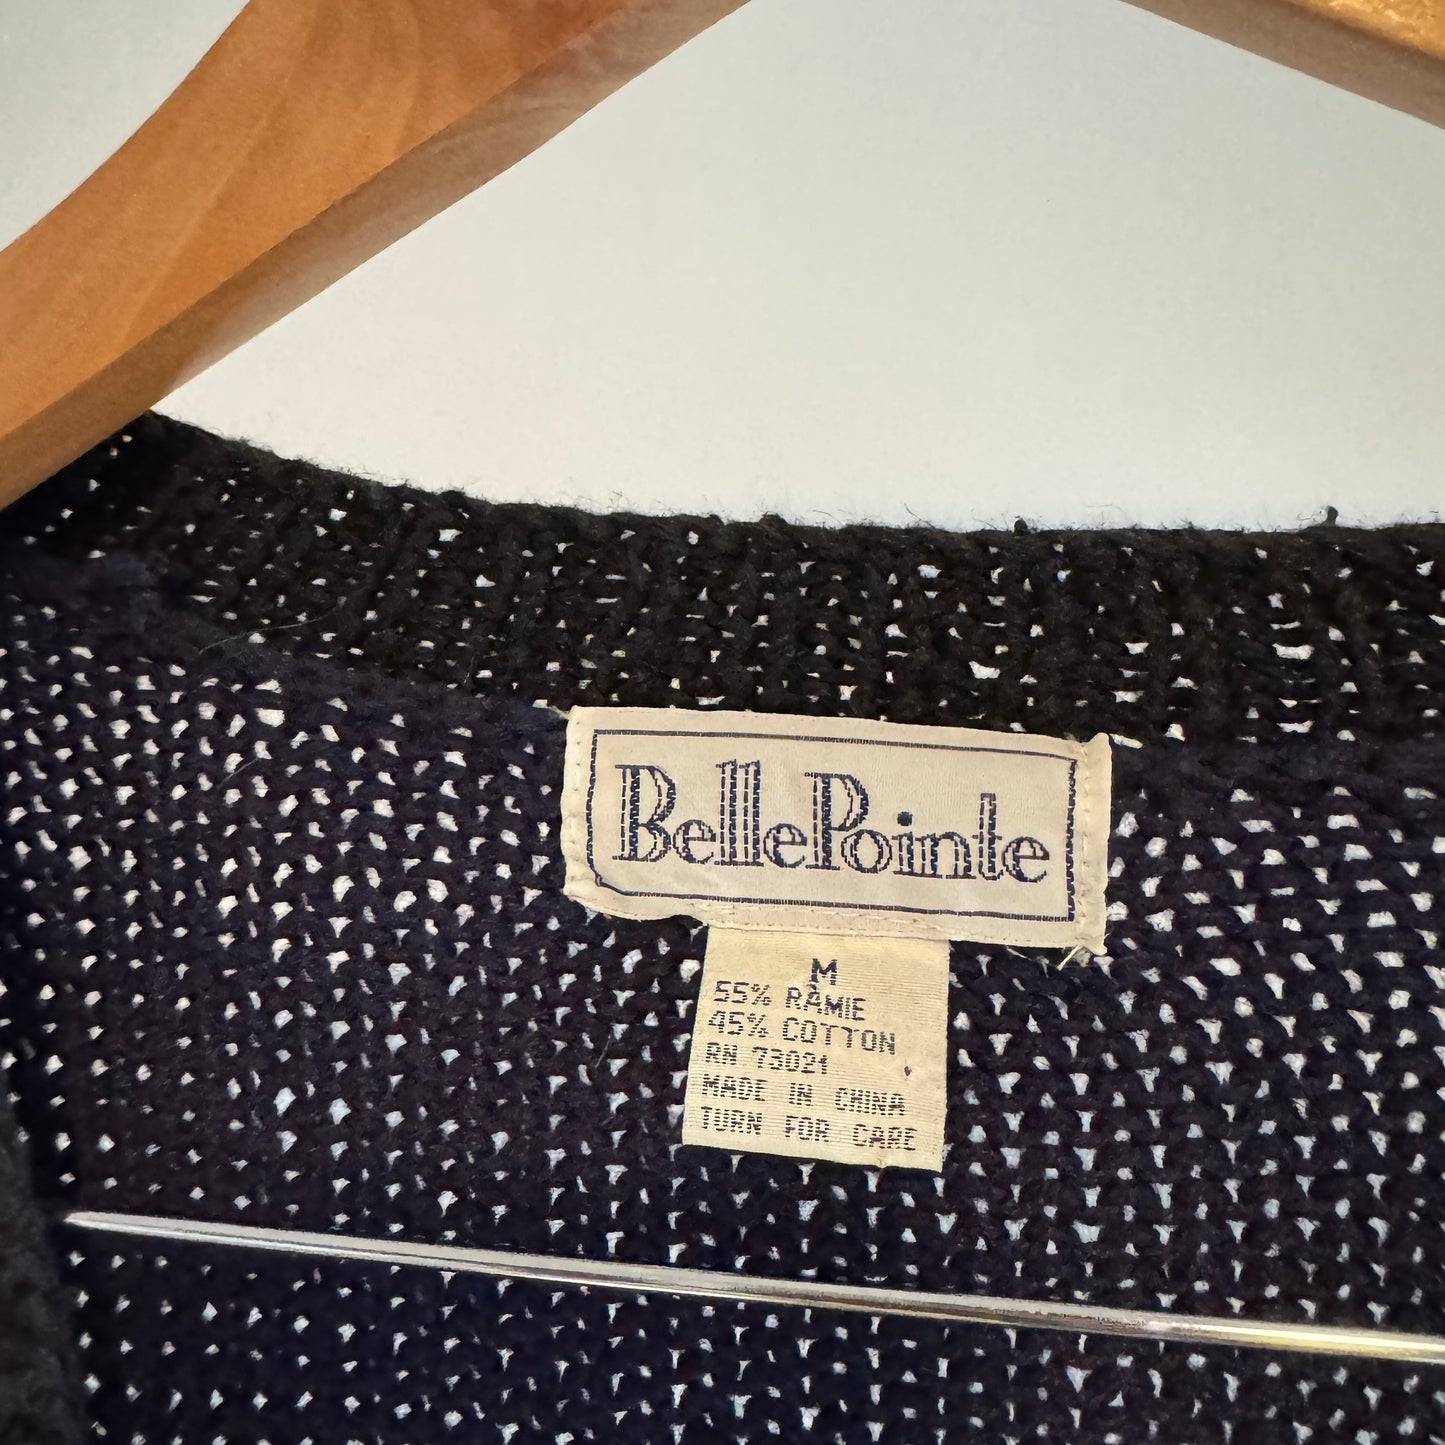 BellePointe
M
55% RAMIE
45% COTTON
RN 73021
MADE IN CHINA
TURN FOR CARE